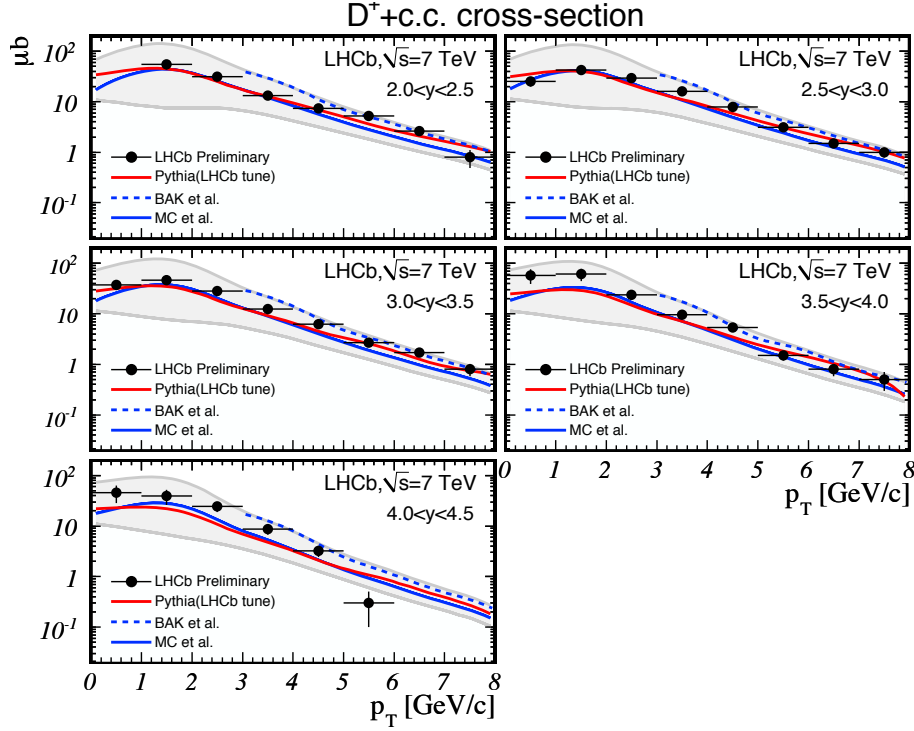 D⁺+c.c. cross-section
μb
LHCb,√s=7 TeV
2.0<y<2.5
10²
10
1
10⁻¹
LHCb Preliminary
Pythia(LHCb tune)
BAK et al.
MC et al.
LHCb,√s=7 TeV
2.5<y<3.0
LHCb Preliminary
Pythia(LHCb tune)
BAK et al.
MC et al.
LHCb,√s=7 TeV
3.0<y<3.5
10²
10
1
10⁻¹
LHCb Preliminary
Pythia(LHCb tune)
BAK et al.
MC et al.
LHCb,√s=7 TeV
3.5<y<4.0
LHCb Preliminary
Pythia(LHCb tune)
BAK et al.
MC et al.
0 1 2 3 4 5 6 7 8
p_T [GeV/c]
LHCb,√s=7 TeV
4.0<y<4.5
10²
10
1
10⁻¹
LHCb Preliminary
Pythia(LHCb tune)
BAK et al.
MC et al.
0 1 2 3 4 5 6 7 8
p_T [GeV/c]